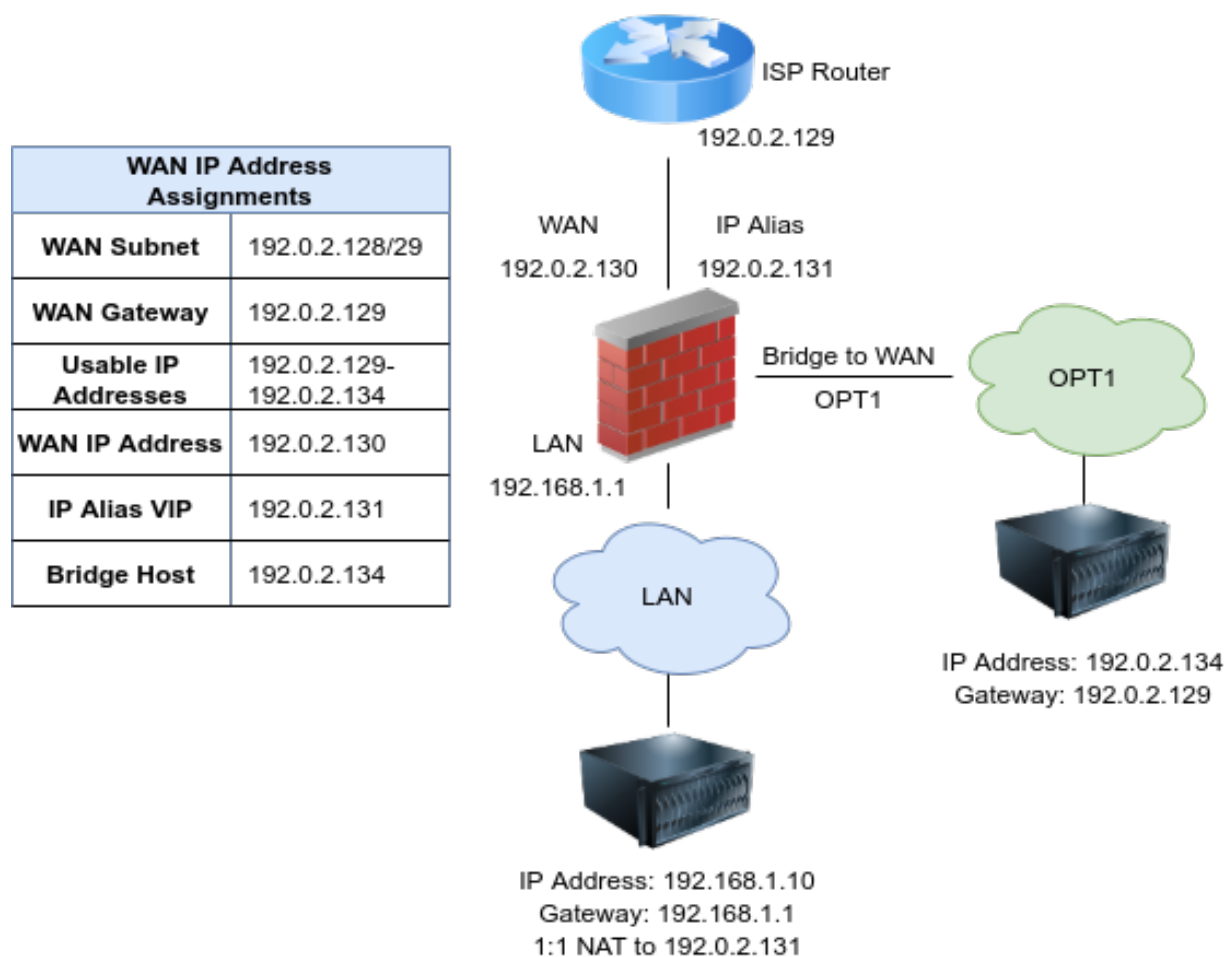 ISP Router
192.0.2.129
WAN IP Address
Assignments
WAN Subnet 192.0.2.128/29
WAN Gateway 192.0.2.129
Usable IP
Addresses
192.0.2.129-
192.0.2.134
WAN IP Address 192.0.2.130
IP Alias VIP 192.0.2.131
Bridge Host 192.0.2.134
WAN
192.0.2.130
IP Alias
192.0.2.131
Bridge to WAN
OPT1
OPT1
LAN
192.168.1.1
LAN
IP Address: 192.0.2.134
Gateway: 192.0.2.129
IP Address: 192.168.1.10
Gateway: 192.168.1.1
1:1 NAT to 192.0.2.131